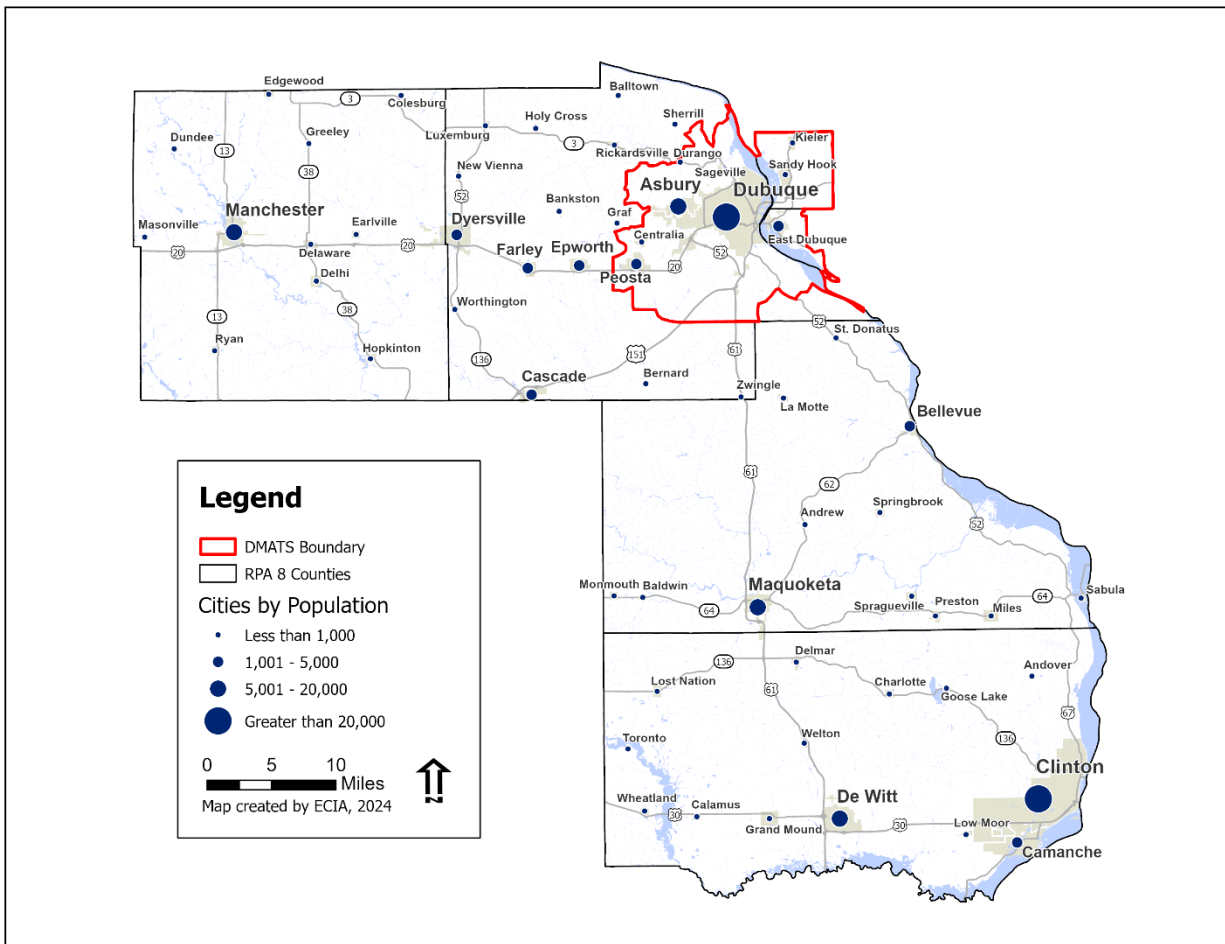 Edgewood
3
Colesburg
Balltown
Sherrill
Dundee
13
Greeley
Luxemburg
Holy Cross
3
Kieler
38
Rickardsville
Durango
Sandy Hook
New Vienna
Sageville
52
Asbury
Dubuque
Manchester
Bankston
Graf
Masonville
Earlville
Dyersville
Centralia
East Dubuque
20
Delaware
20
Farley
Epworth
52
20
Delhi
Peosta
Worthington
13
38
52
St. Donatus
Ryan
136
151
61
Hopkinton
Cascade
Bernard
Zwingle
La Motte
Bellevue
61
62
Springbrook
Andrew
52
Monmouth
Baldwin
Maquoketa
64
Spragueville
Preston
Miles
64
Sabula
136
Delmar
Andover
Lost Nation
61
Charlotte
Goose Lake
67
Toronto
Welton
136
Clinton
Wheatland
Calamus
De Witt
30
Grand Mound
30
Low Moor
Camanche
Legend
DMATS Boundary
RPA 8 Counties
Cities by Population
Less than 1,000
1,001 - 5,000
5,001 - 20,000
Greater than 20,000
0 5 10
Miles
Map created by ECIA, 2024
N